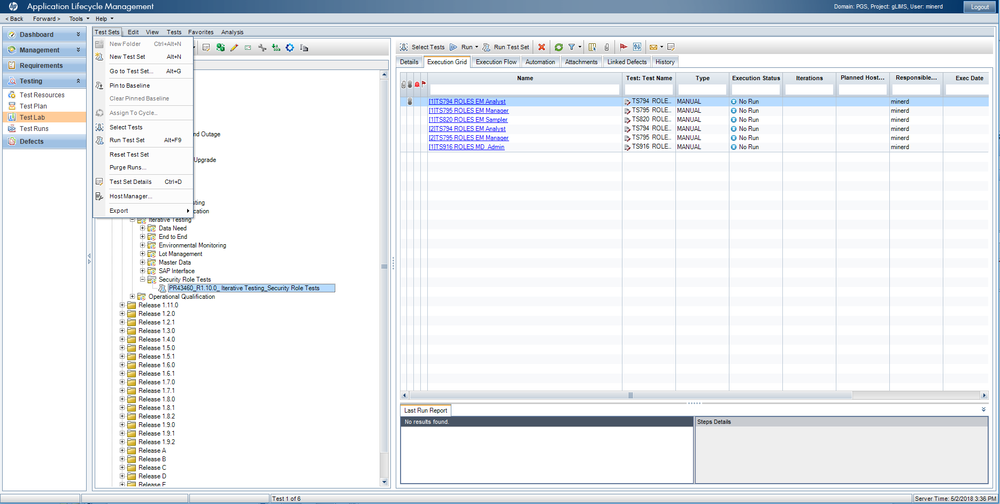 hp Application Lifecycle Management
Domain: PGS, Project: gLIMS, User: minerd
Logout
< Back Forward > Tools Help
Dashboard
Management
Requirements
Testing
Test Resources
Test Plan
Test Lab
Test Runs
Defects
Test Sets Edit View Tests Favorites Analysis
New Folder Ctrl+Alt+N
New Test Set Alt+N
Go to Test Set... Alt+G
Pin to Baseline
Clear Pinned Baseline
Assign To Cycle...
Select Tests
Run Test Set Alt+F9
Reset Test Set
Purge Runs...
Test Set Details Ctrl+D
Host Manager...
Export
nd Outage
Upgrade
sting
cation
Iterative Testing
Data Need
End to End
Environmental Monitoring
Lot Management
Master Data
SAP Interface
Security Role Tests
PR43460_R1.10.0_ Iterative Testing_Security Role Tests
Operational Qualification
Release 1.11.0
Release 1.2.0
Release 1.2.1
Release 1.3.0
Release 1.4.0
Release 1.5.0
Release 1.5.1
Release 1.6.0
Release 1.6.1
Release 1.7.0
Release 1.7.1
Release 1.8.0
Release 1.8.1
Release 1.8.2
Release 1.9.0
Release 1.9.1
Release 1.9.2
Release A
Release B
Release C
Release D
Release E
Select Tests Run Run Test Set
Details Execution Grid Execution Flow Automation Attachments Linked Defects History
Name Test: Test Name Type Execution Status Iterations Planned Host... Responsible... Exec Date
[1]TS794 ROLES EM Analyst TS794 ROLE... MANUAL No Run minerd
[1]TS795 ROLES EM Manager TS795 ROLE... MANUAL No Run minerd
[1]TS820 ROLES EM Sampler TS820 ROLE... MANUAL No Run minerd
[2]TS794 ROLES EM Analyst TS794 ROLE... MANUAL No Run minerd
[2]TS795 ROLES EM Manager TS795 ROLE... MANUAL No Run minerd
[1]TS916 ROLES MD_Admin TS916 ROLE... MANUAL No Run minerd
Last Run Report
No results found.
Steps Details
Test 1 of 6
Server Time: 5/2/2018 3:36 PM